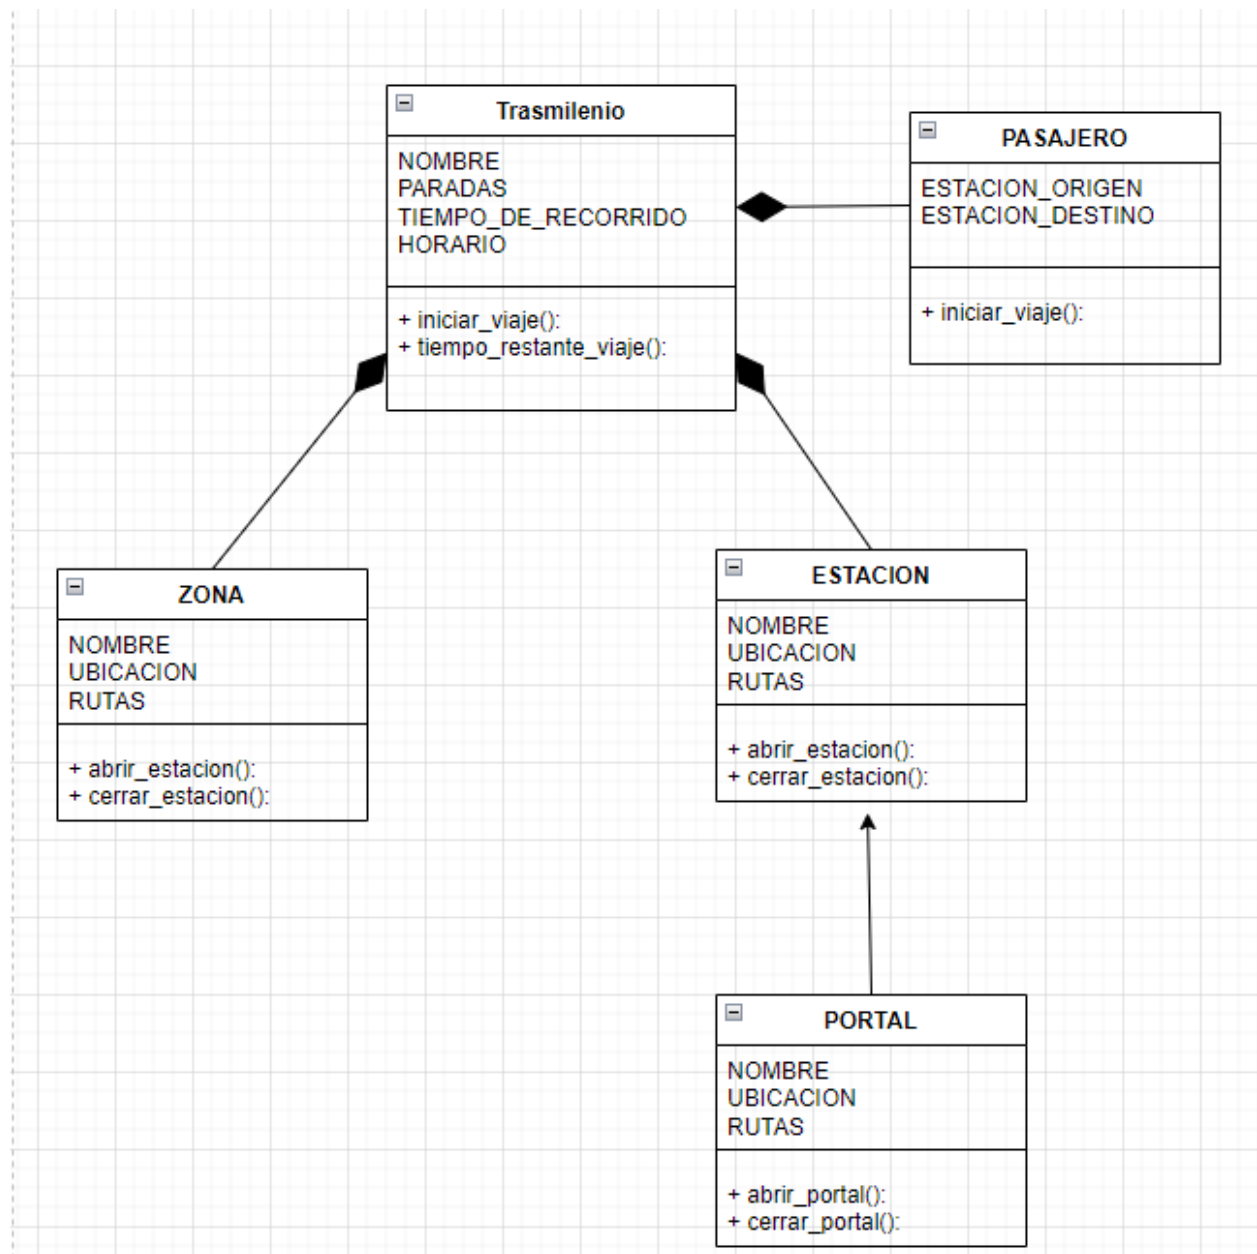 Trasmilenio
NOMBRE
PARADAS
TIEMPO_DE_RECORRIDO
HORARIO
+ iniciar_viaje():
+ tiempo_restante_viaje():
PASAJERO
ESTACION_ORIGEN
ESTACION_DESTINO
+ iniciar_viaje():
ZONA
NOMBRE
UBICACION
RUTAS
+ abrir_estacion():
+ cerrar_estacion():
ESTACION
NOMBRE
UBICACION
RUTAS
+ abrir_estacion():
+ cerrar_estacion():
PORTAL
NOMBRE
UBICACION
RUTAS
+ abrir_portal():
+ cerrar_portal():